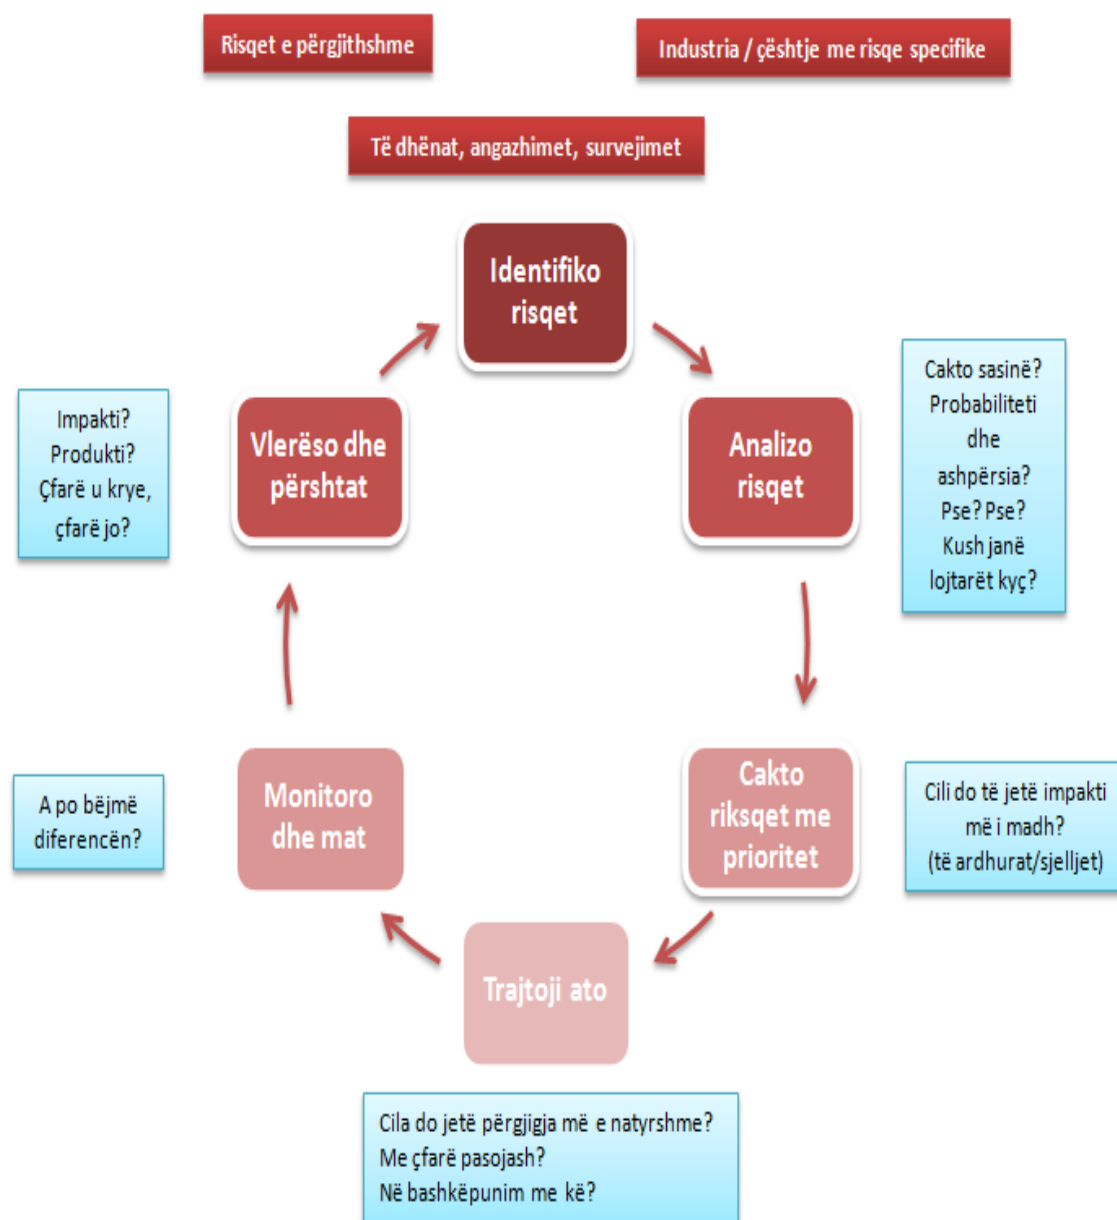 Risqet e përgjithshme
Industria / çështje me risqe specifike
Të dhënat, angazhimet, survejimet
Identifiko
risqet
Analizo
risqet
Cakto sasinë?
Probabiliteti
dhe
ashpërsia?
Pse? Pse?
Kush janë
lojtarët kyç?
Cakto
riksqet me
prioritet
Cili do të jetë impakti
më i madh?
(të ardhurat/sjelljet)
Trajtoji ato
Cila do jetë përgjigja më e natyrshme?
Me çfarë pasojash?
Në bashkëpunim me kë?
Monitoro
dhe mat
A po bëjmë
diferencën?
Vlerëso dhe
përshtat
Impakti?
Produkti?
Çfarë u krye,
çfarë jo?